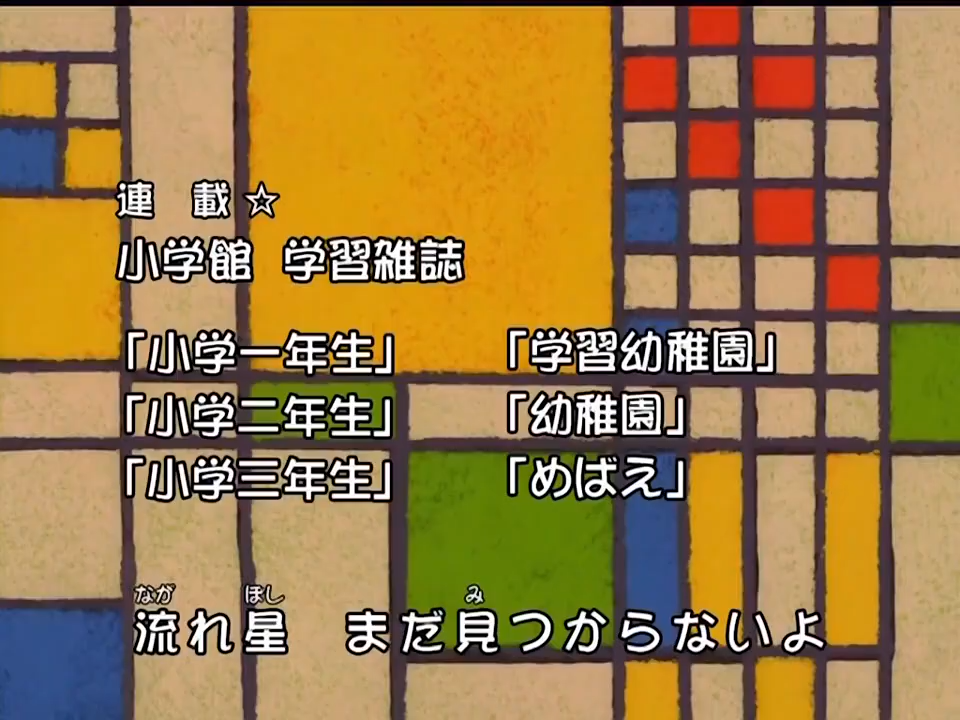 連　載☆
小学館　学習雑誌
「小学一年生」　「学習幼稚園」
「小学二年生」　「幼稚園」
「小学三年生」　「めばえ」
なが　ほし　み
流れ星　まだ見つからないよ